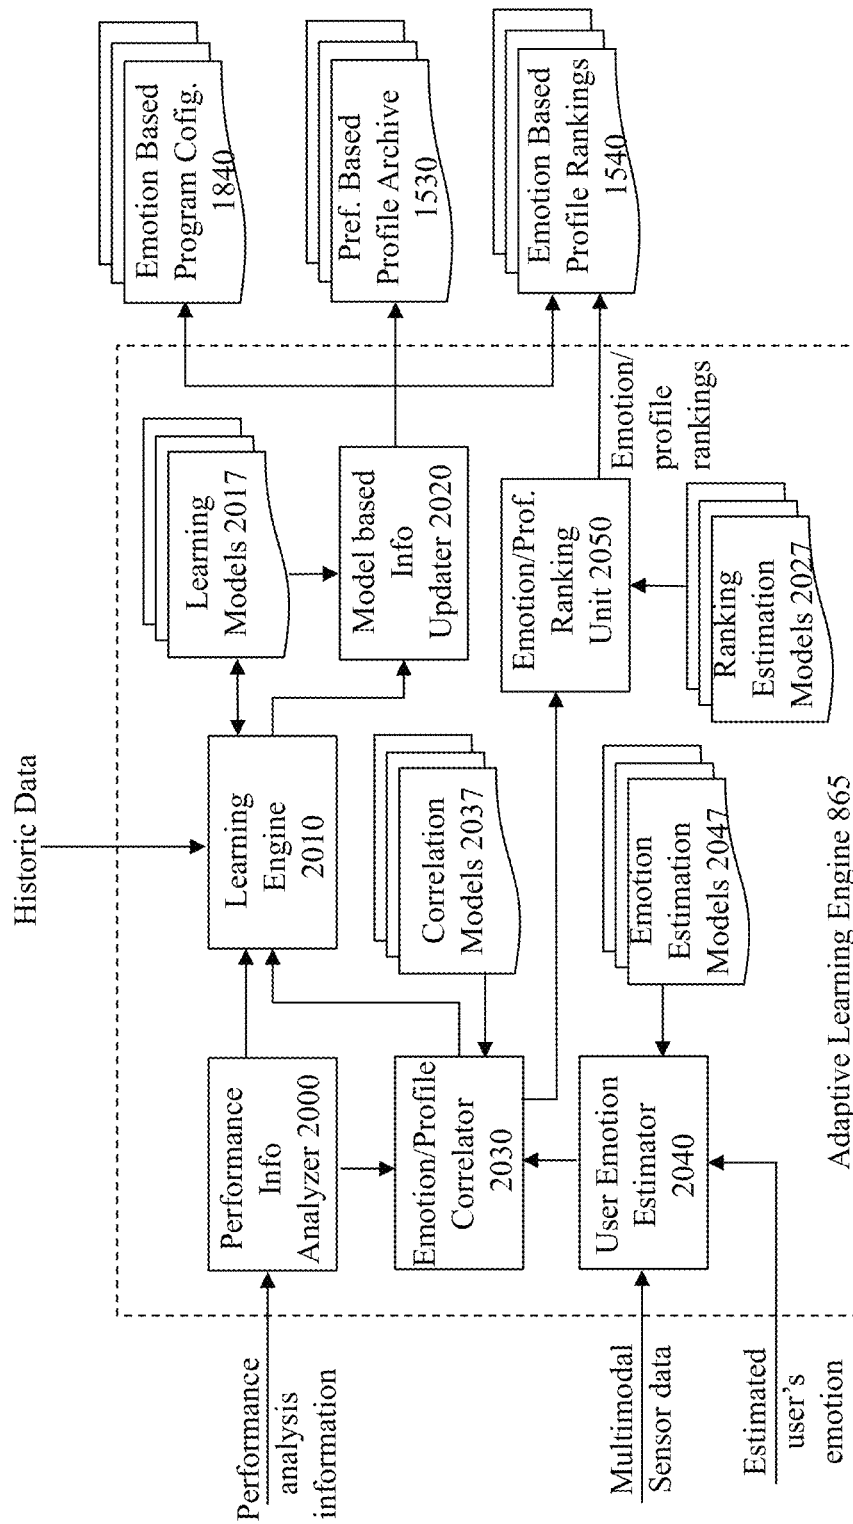 Historic Data
Performance
analysis
information
Multimodal
Sensor data
Estimated
user's
emotion
Performance
Info
Analyzer 2000
Emotion/Profile
Correlator
2030
User Emotion
Estimator
2040
Learning
Engine
2010
Correlation
Models 2037
Emotion
Estimation
Models 2047
Learning
Models 2017
Model based
Info
Updater 2020
Emotion/Prof.
Ranking
Unit 2050
Ranking
Estimation
Models 2027
Emotion/
profile
rankings
Emotion Based
Program Cofig.
1840
Pref. Based
Profile Archive
1530
Emotion Based
Profile Rankings
1540
Adaptive Learning Engine 865